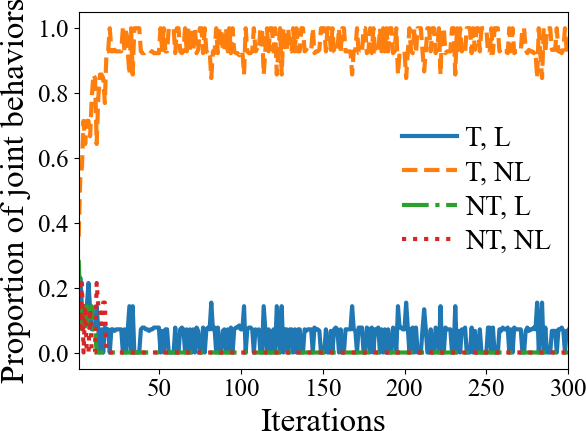 Proportion of joint behaviors
1.0
0.8
0.6
0.4
0.2
0.0
T, L
T, NL
NT, L
NT, NL
50 100 150 200 250 300
Iterations